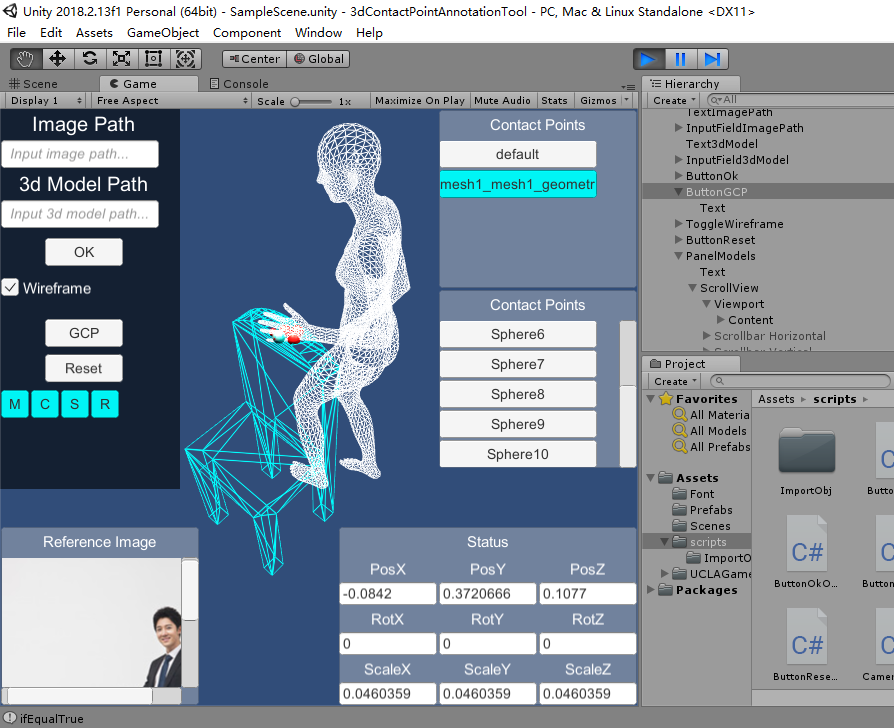 Unity 2018.2.13f1 Personal (64bit) - SampleScene.unity - 3dContactPointAnnotationTool - PC, Mac & Linux Standalone <DX11>
File Edit Assets GameObject Component Window Help
Center Global
Scene Game Console
Display 1 Free Aspect Scale 1x Maximize On Play Mute Audio Stats Gizmos
Image Path
Input image path...
3d Model Path
Input 3d model path...
OK
Wireframe
GCP
Reset
M C S R
Contact Points
default
mesh1_mesh1_geometr
Contact Points
Sphere6
Sphere7
Sphere8
Sphere9
Sphere10
Reference Image
Status
PosX PosY PosZ
-0.0842 0.3720666 0.1077
RotX RotY RotZ
0 0 0
ScaleX ScaleY ScaleZ
0.0460359 0.0460359 0.0460359
Hierarchy
Create All
TextImagePath
InputFieldImagePath
Text3dModel
InputField3dModel
ButtonOk
ButtonGCP
Text
ToggleWireframe
ButtonReset
PanelModels
Text
ScrollView
Viewport
Content
Scrollbar Horizontal
Scrollbar Vertical
Project
Create
Favorites
All Materia
All Models
All Prefabs
Assets
Font
Prefabs
Scenes
scripts
ImportO
UCLAGame
Packages
Assets scripts
ImportObj
Butto
C#
C
ButtonOkO...
Button
C#
C
ButtonRese...
Camer
ifEqualTrue